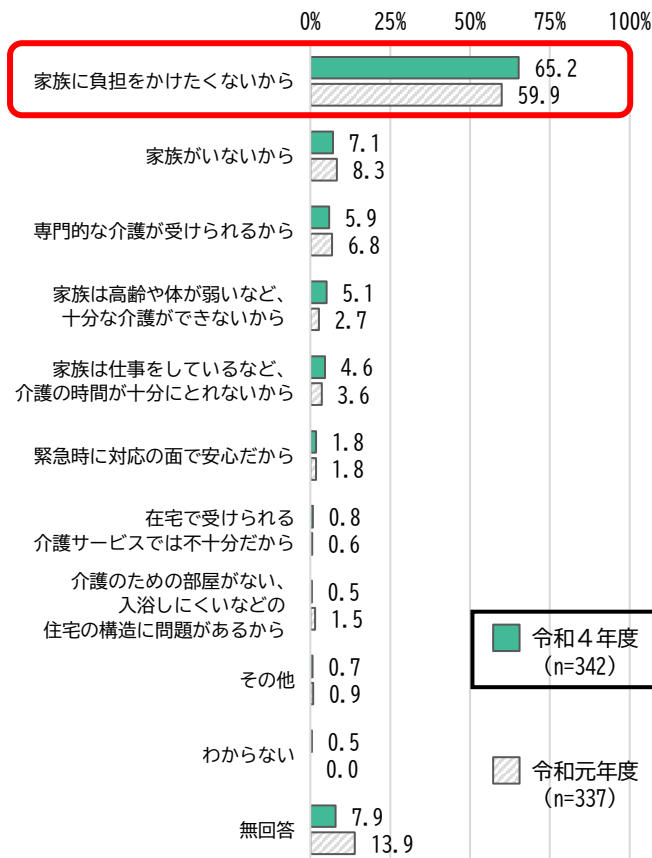 0% 25% 50% 75% 100%
家族に負担をかけたくないから
65.2
59.9
家族がいないから
7.1
8.3
専門的な介護が受けられるから
5.9
6.8
家族は高齢や体が弱いなど、
十分な介護ができないから
5.1
2.7
家族は仕事をしているなど、
介護の時間が十分にとれないから
4.6
3.6
緊急時に対応の面で安心だから
1.8
1.8
在宅で受けられる
介護サービスでは不十分だから
0.8
0.6
介護のための部屋がない、
入浴しにくいなどの
住宅の構造に問題があるから
0.5
1.5
その他
0.7
0.9
わからない
0.5
0.0
無回答
7.9
13.9
令和４年度
(n=342)
令和元年度
(n=337)